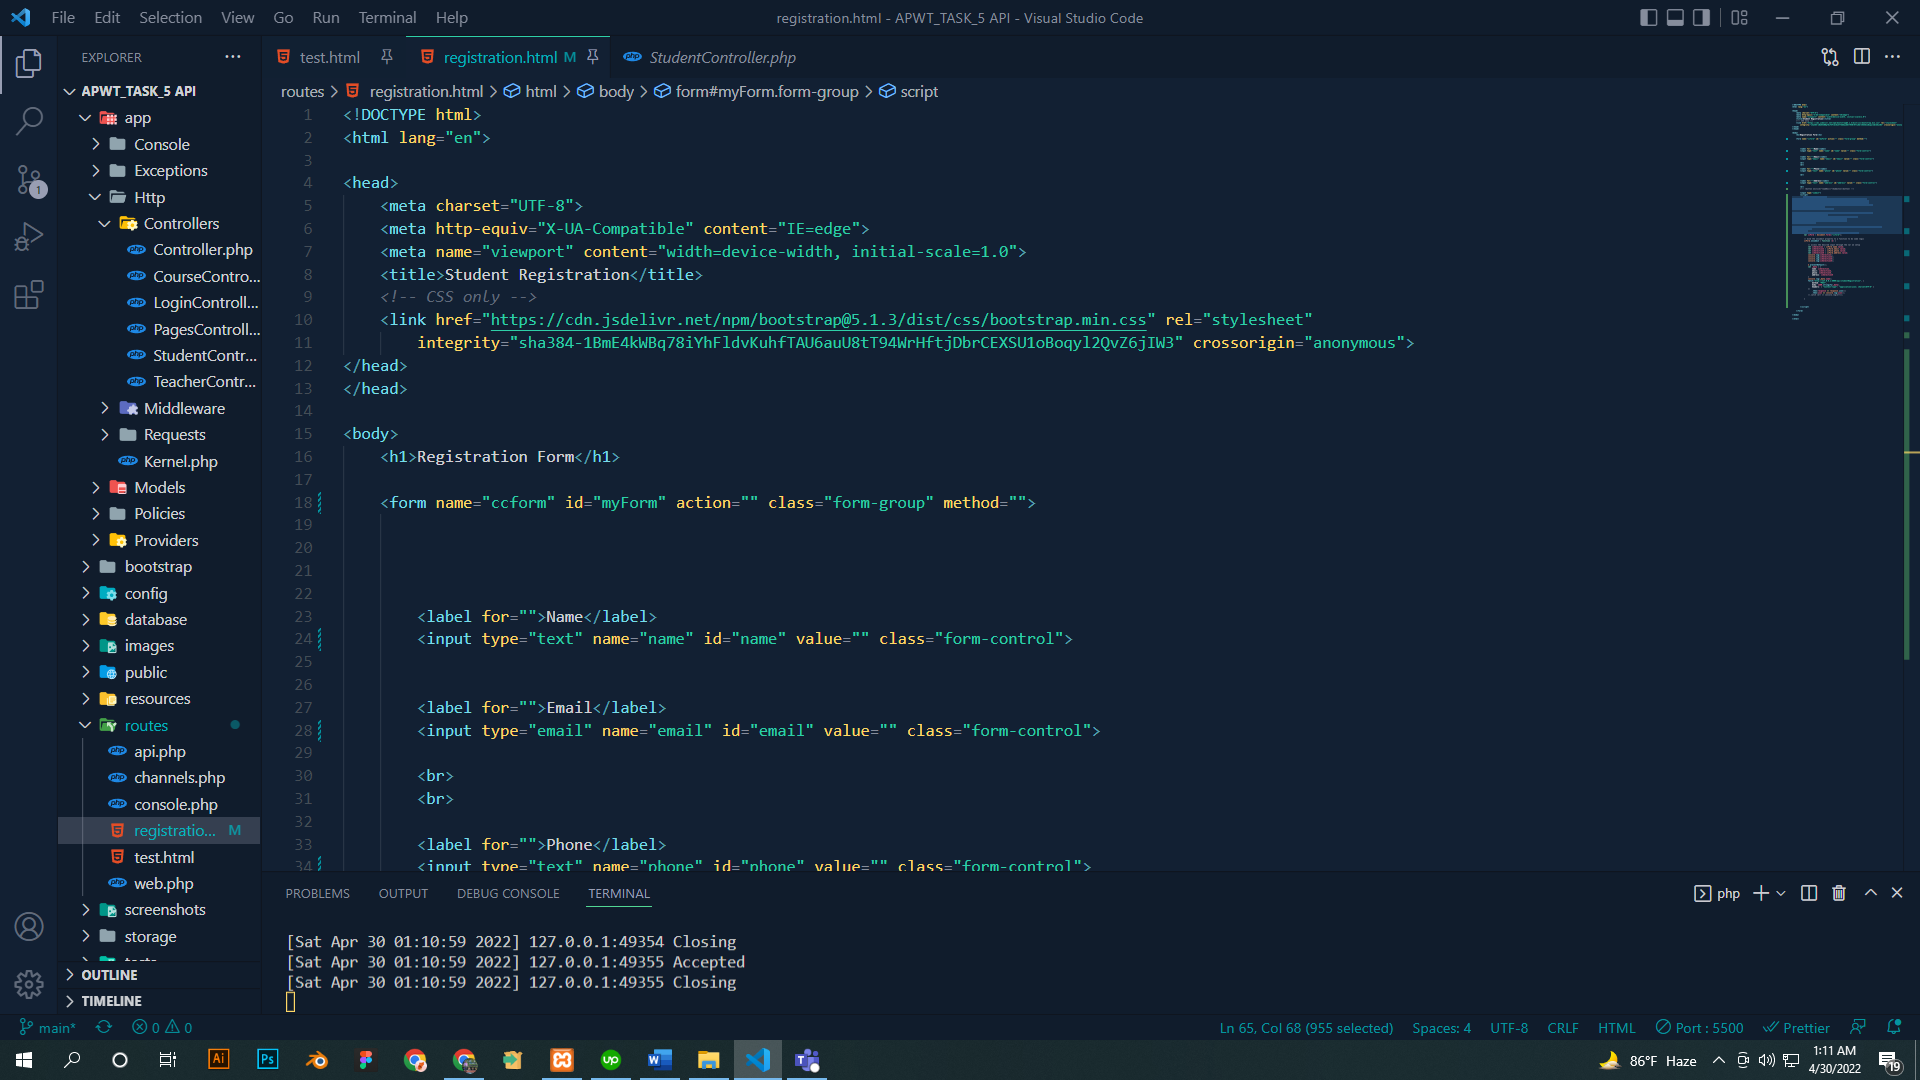 File Edit Selection View Go Run Terminal Help
registration.html - APWT_TASK_5 API - Visual Studio Code
EXPLORER
test.html
registration.html M
StudentController.php
routes > registration.html > html > body > form#myForm.form-group > script
APWT_TASK_5 API
app
Console
Exceptions
Http
Controllers
Controller.php
CourseContro...
LoginControll...
PagesControll...
StudentContr...
TeacherContr...
Middleware
Requests
Kernel.php
Models
Policies
Providers
bootstrap
config
database
images
public
resources
routes
api.php
channels.php
console.php
registratio... M
test.html
web.php
screenshots
storage
OUTLINE
TIMELINE
1 <!DOCTYPE html>
2 <html lang="en">
3
4 <head>
5 <meta charset="UTF-8">
6 <meta http-equiv="X-UA-Compatible" content="IE=edge">
7 <meta name="viewport" content="width=device-width, initial-scale=1.0">
8 <title>Student Registration</title>
9 <!-- CSS only -->
10 <link href="https://cdn.jsdelivr.net/npm/bootstrap@5.1.3/dist/css/bootstrap.min.css" rel="stylesheet"
11 integrity="sha384-1BmE4kWBq78iYhFldvKuhfTAU6auU8tT94WrHftjDbrCEXSU1oBoqyl2QvZ6jIW3" crossorigin="anonymous">
12 </head>
13 </head>
14
15 <body>
16 <h1>Registration Form</h1>
17
18 <form name="ccform" id="myForm" action="" class="form-group" method="">
19
20
21
22
23 <label for="">Name</label>
24 <input type="text" name="name" id="name" value="" class="form-control">
25
26
27 <label for="">Email</label>
28 <input type="email" name="email" id="email" value="" class="form-control">
29
30 <br>
31 <br>
32
33 <label for="">Phone</label>
34 <input type="text" name="phone" id="phone" value="" class="form-control">
PROBLEMS OUTPUT DEBUG CONSOLE TERMINAL
php
[Sat Apr 30 01:10:59 2022] 127.0.0.1:49354 Closing
[Sat Apr 30 01:10:59 2022] 127.0.0.1:49355 Accepted
[Sat Apr 30 01:10:59 2022] 127.0.0.1:49355 Closing
main* 0 0
Ln 65, Col 68 (955 selected) Spaces: 4 UTF-8 CRLF HTML Port : 5500 Prettier
86°F Haze
1:11 AM
4/30/2022
19